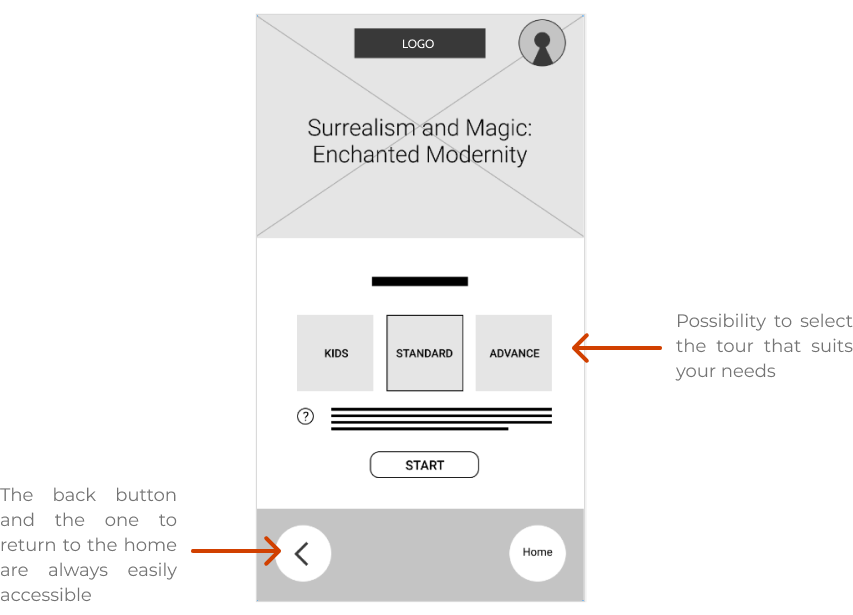 LOGO
Surrealism and Magic:
Enchanted Modernity
KIDS
STANDARD
ADVANCE
?
START
Home
Possibility to select
the tour that suits
your needs
The back button
and the one to
return to the home
are always easily
accessible